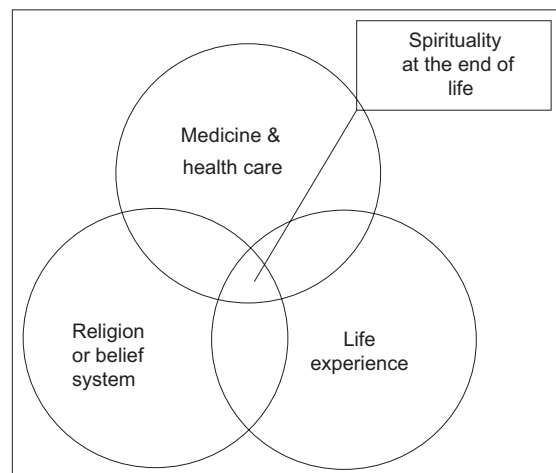 Spirituality
at the end of
life
Medicine &
health care
Religion
or belief
system
Life
experience